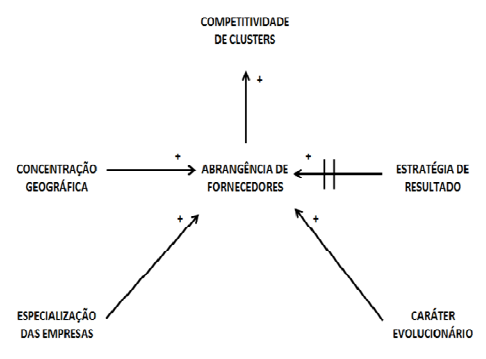 COMPETITIVIDADE
DE CLUSTERS
+
+
+
CONCENTRAÇÃO
GEOGRÁFICA
ABRANGÊNCIA DE
FORNECEDORES
ESTRATÉGIA DE
RESULTADO
+
+
ESPECIALIZAÇÃO
DAS EMPRESAS
CARÁTER
EVOLUCIONÁRIO